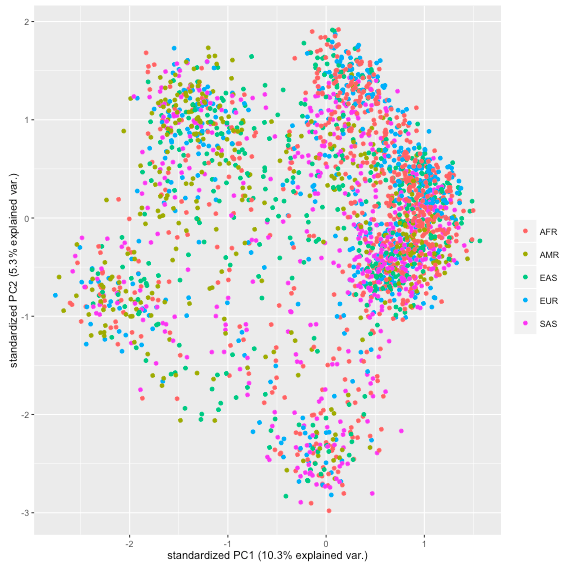 2
1
0
-1
-2
-3
standardized PC2 (5.3% explained var.)
-2
-1
0
1
standardized PC1 (10.3% explained var.)
AFR
AMR
EAS
EUR
SAS